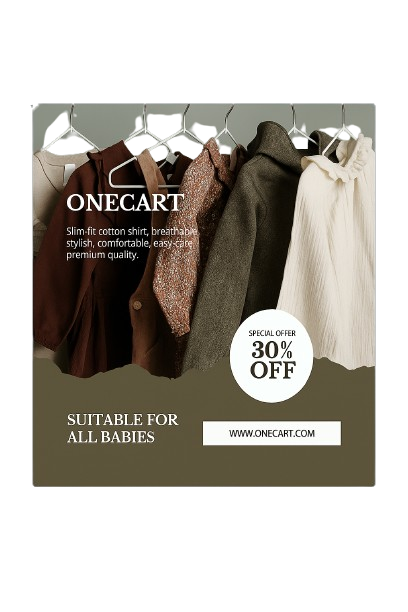 ONECART
Slim-fit cotton shirt, breathable,
stylish, comfortable, easy-care
premium quality.
SPECIAL OFFER
30%
OFF
SUITABLE FOR
ALL BABIES
WWW.ONECART.COM